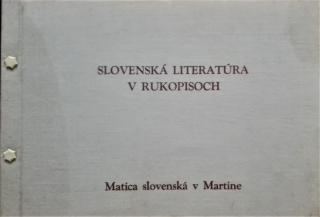 SLOVENSKÁ LITERATÚRA
V RUKOPISOCH
Matica slovenská v Martine